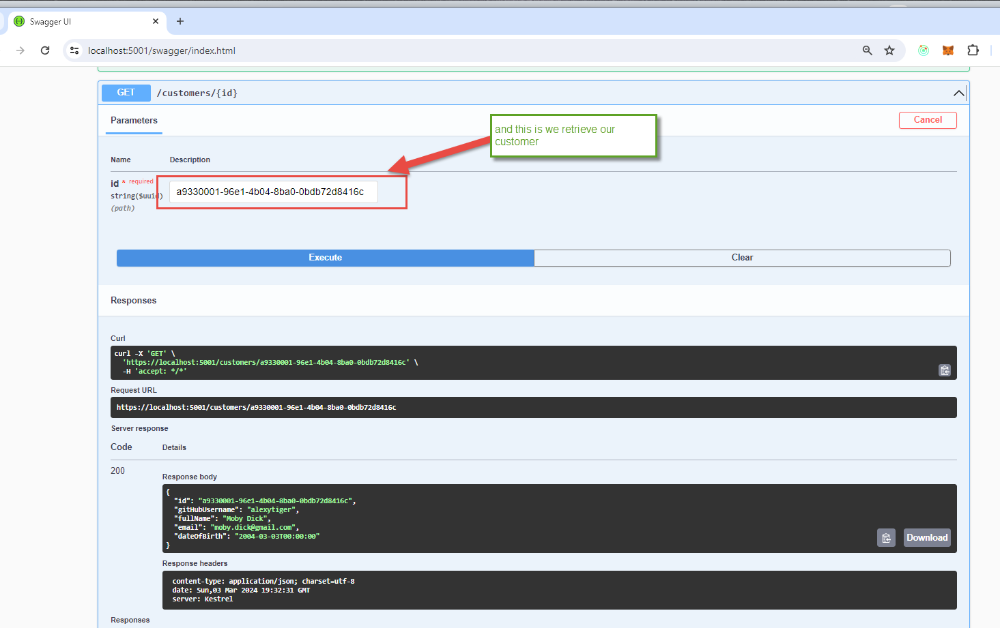 Swagger UI
localhost:5001/swagger/index.html
GET /customers/{id}
Parameters
Cancel
and this is we retrieve our
customer
Name Description
id * required
string($uuid)
(path)
a9330001-96e1-4b04-8ba0-0bdb72d8416c
Execute Clear
Responses
Curl
curl -X 'GET' \
'https://localhost:5001/customers/a9330001-96e1-4b04-8ba0-0bdb72d8416c' \
-H 'accept: */*'
Request URL
https://localhost:5001/customers/a9330001-96e1-4b04-8ba0-0bdb72d8416c
Server response
Code Details
200
Response body
{
"id": "a9330001-96e1-4b04-8ba0-0bdb72d8416c",
"gitHubUsername": "alexytiger",
"fullName": "Moby Dick",
"email": "moby.dick@gmail.com",
"dateOfBirth": "2004-03-03T00:00:00"
}
Download
Response headers
content-type: application/json; charset=utf-8
date: Sun,03 Mar 2024 19:32:31 GMT
server: Kestrel
Responses